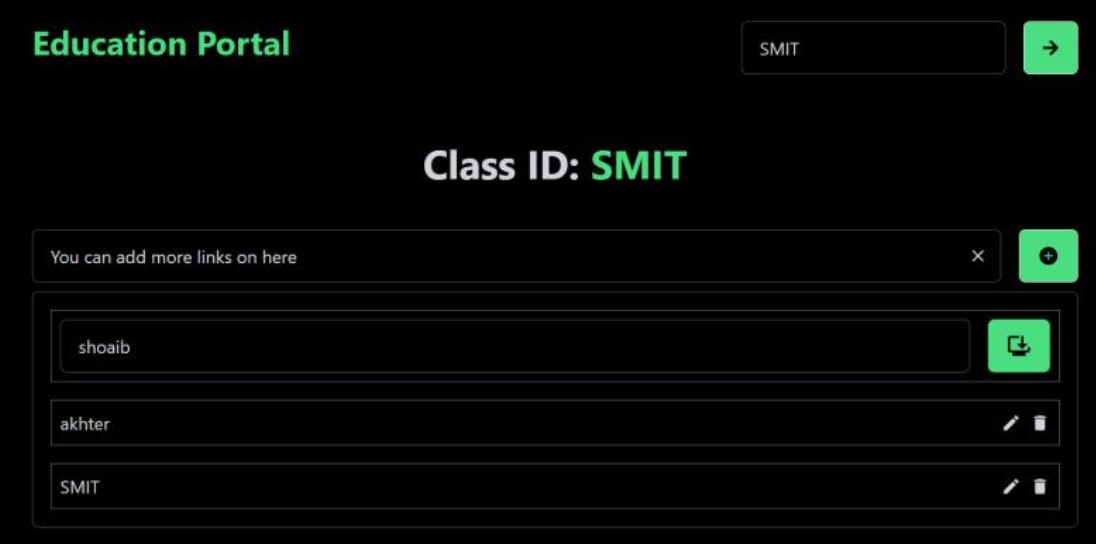 Education Portal
SMIT
Class ID: SMIT
You can add more links on here
shoaib
akhter
SMIT